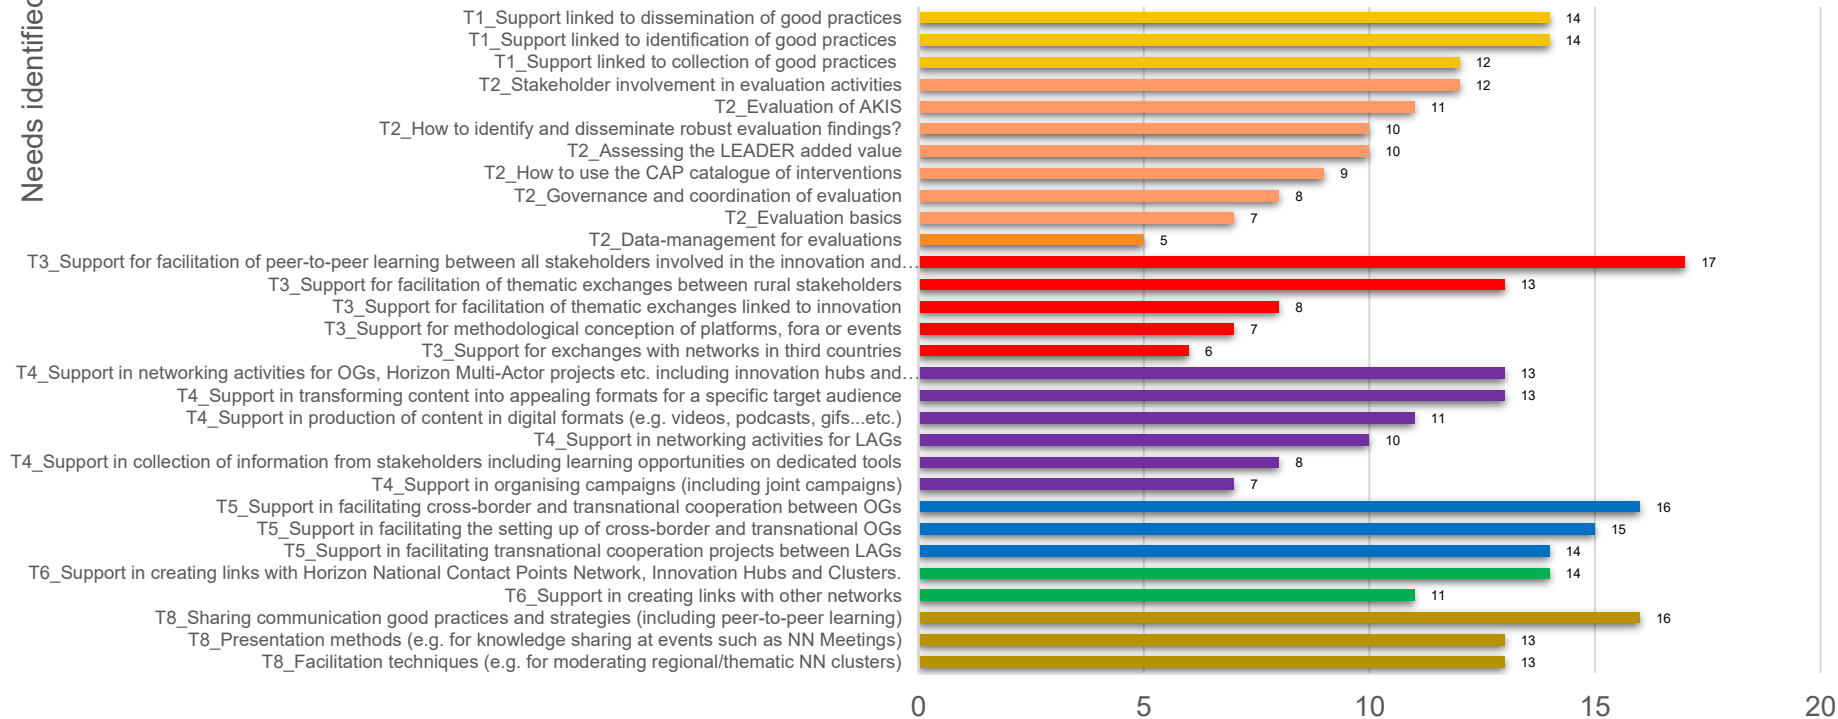 Needs identified
T1_Support linked to dissemination of good practices 14
T1_Support linked to identification of good practices 14
T1_Support linked to collection of good practices 12
T2_Stakeholder involvement in evaluation activities 12
T2_Evaluation of AKIS 11
T2_How to identify and disseminate robust evaluation findings? 10
T2_Assessing the LEADER added value 10
T2_How to use the CAP catalogue of interventions 9
T2_Governance and coordination of evaluation 8
T2_Evaluation basics 7
T2_Data-management for evaluations 5
T3_Support for facilitation of peer-to-peer learning between all stakeholders involved in the innovation and… 17
T3_Support for facilitation of thematic exchanges between rural stakeholders 13
T3_Support for facilitation of thematic exchanges linked to innovation 8
T3_Support for methodological conception of platforms, fora or events 7
T3_Support for exchanges with networks in third countries 6
T4_Support in networking activities for OGs, Horizon Multi-Actor projects etc. including innovation hubs and… 13
T4_Support in transforming content into appealing formats for a specific target audience 13
T4_Support in production of content in digital formats (e.g. videos, podcasts, gifs...etc.) 11
T4_Support in networking activities for LAGs 10
T4_Support in collection of information from stakeholders including learning opportunities on dedicated tools 8
T4_Support in organising campaigns (including joint campaigns) 7
T5_Support in facilitating cross-border and transnational cooperation between OGs 16
T5_Support in facilitating the setting up of cross-border and transnational OGs 15
T5_Support in facilitating transnational cooperation projects between LAGs 14
T6_Support in creating links with Horizon National Contact Points Network, Innovation Hubs and Clusters. 14
T6_Support in creating links with other networks 11
T8_Sharing communication good practices and strategies (including peer-to-peer learning) 16
T8_Presentation methods (e.g. for knowledge sharing at events such as NN Meetings) 13
T8_Facilitation techniques (e.g. for moderating regional/thematic NN clusters) 13
0 5 10 15 20